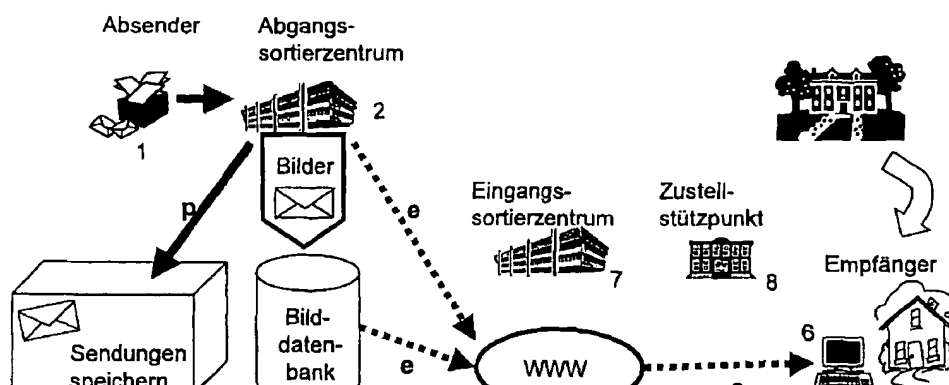 Absender
Abgangs-
sortierzentrum
2
1
Bilder
p
e
Eingangs-
sortierzentrum
7
Zustell-
stützpunkt
8
Empfänger
6
Sendungen
speichern
Bild-
daten-
bank
e
WWW